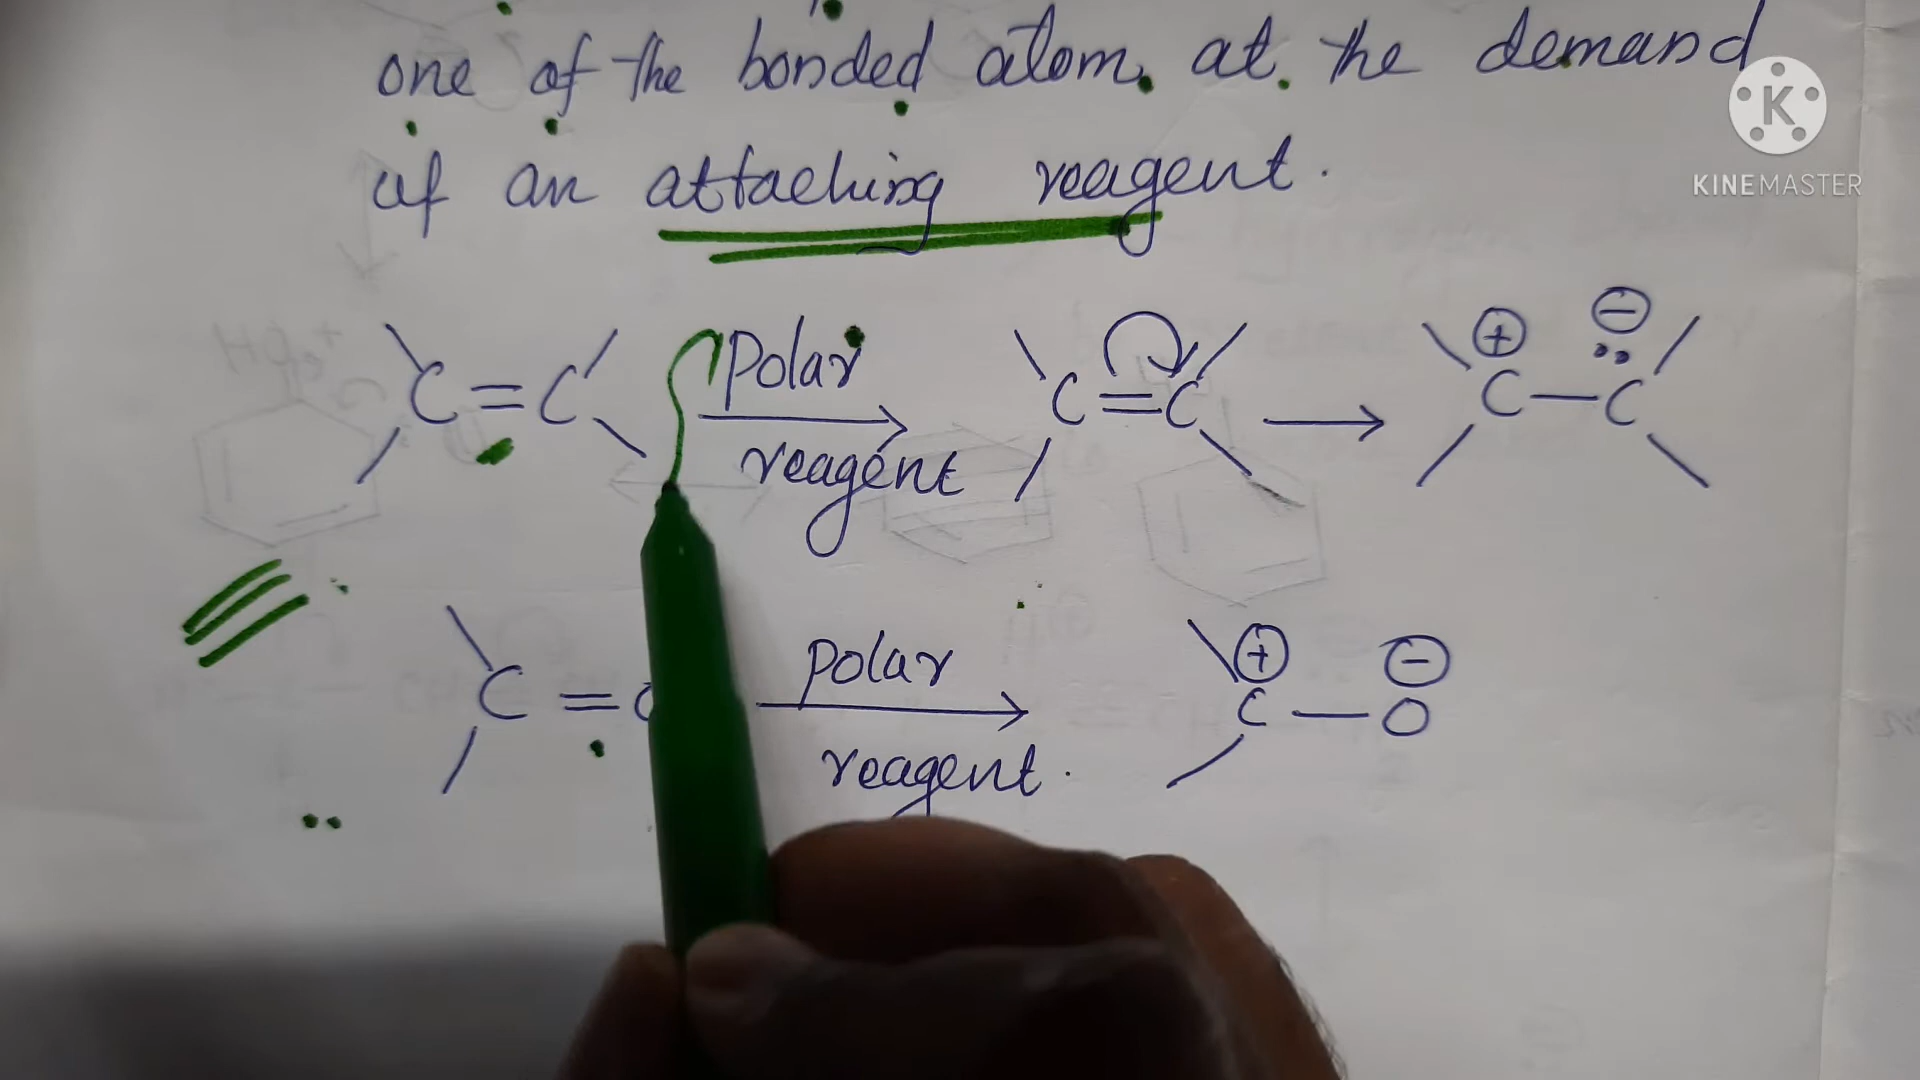 one of the bonded atom at the demand
of an attaching reagent.
K
KINEMASTER
C = C Polar reagent C = C → ⊕ C — C ⊖
C = polar reagent. ⊕ C — O ⊖